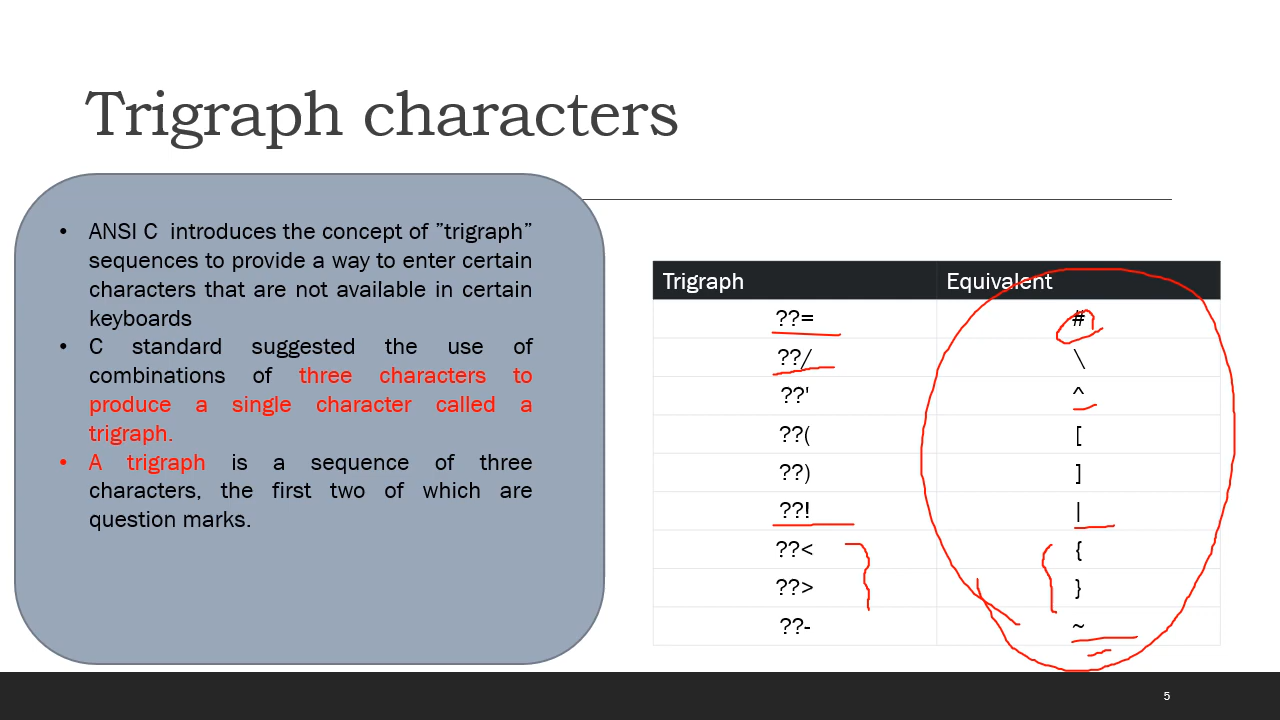 Trigraph characters
• ANSI C introduces the concept of ”trigraph”
sequences to provide a way to enter certain
characters that are not available in certain
keyboards
• C standard suggested the use of
combinations of three characters to
produce a single character called a
trigraph.
• A trigraph is a sequence of three
characters, the first two of which are
question marks.
Trigraph Equivalent
??= #
??/ \
??' ^
??( [
??) ]
??! |
??< {
??> }
??- ~
5